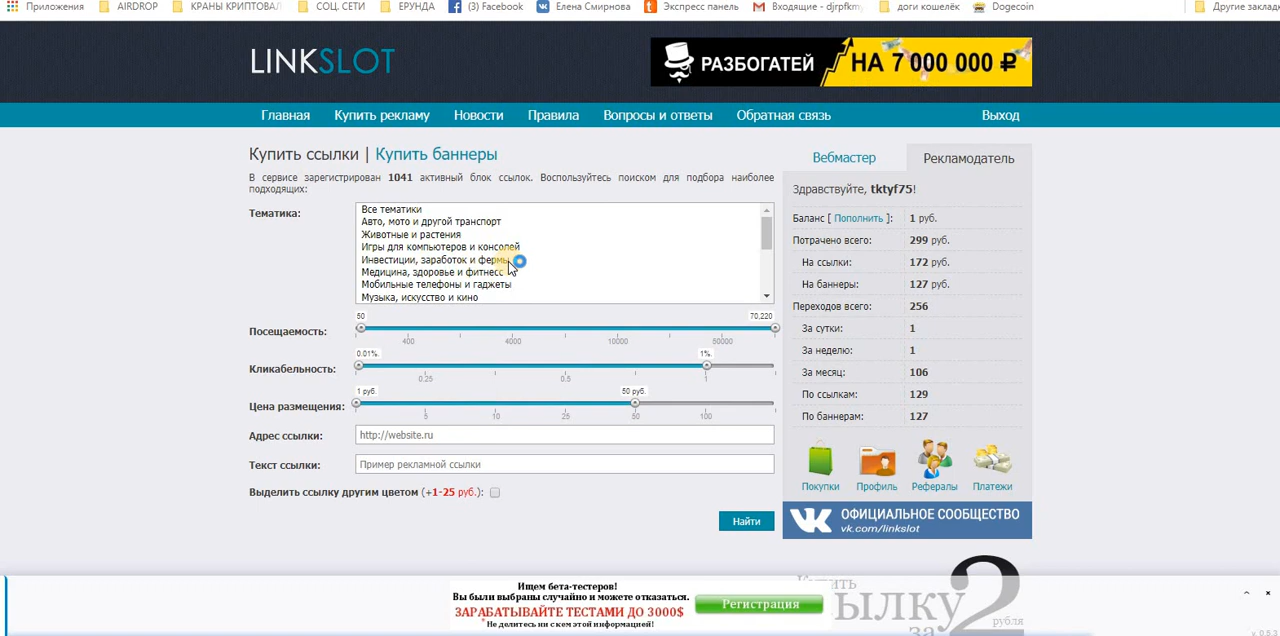 Приложения AIRDROP КРАНЫ КРИПТОВАЛ СОЦ. СЕТИ ЕРУНДА (3) Facebook Елена Смирнова Экспресс панель Входящие - djrpfkmy доги кошелёк Dogecoin Другие заклад
LINKSLOT
РАЗБОГАТЕЙ НА 7 000 000 ₽
Главная Купить рекламу Новости Правила Вопросы и ответы Обратная связь Выход
Купить ссылки | Купить баннеры
В сервисе зарегистрирован 1041 активный блок ссылок. Воспользуйтесь поиском для подбора наиболее
подходящих:
Тематика:
Все тематики
Авто, мото и другой транспорт
Животные и растения
Игры для компьютеров и консолей
Инвестиции, заработок и фермы
Медицина, здоровье и фитнес
Мобильные телефоны и гаджеты
Музыка, искусство и кино
50 70,220
Посещаемость:
400 4000 10000 50000
0.01%. 1%.
Кликабельность:
0.25 0.5 1
1 руб. 50 руб.
Цена размещения:
5 10 25 50 100
Адрес ссылки: http://website.ru
Текст ссылки: Пример рекламной ссылки
Выделить ссылку другим цветом (+1-25 руб.):
Найти
Вебмастер Рекламодатель
Здравствуйте, tktyf75!
Баланс [ Пополнить ]: 1 руб.
Потрачено всего: 299 руб.
На ссылки: 172 руб.
На баннеры: 127 руб.
Переходов всего: 256
За сутки: 1
За неделю: 1
За месяц: 106
По ссылкам: 129
По баннерам: 127
Покупки Профиль Рефералы Платежи
ОФИЦИАЛЬНОЕ СООБЩЕСТВО
vk.com/linkslot
Купить
ссылку 2
за рубля
Ищем бета-тестеров!
Вы были выбраны случайно и можете отказаться.
ЗАРАБАТЫВАЙТЕ ТЕСТАМИ ДО 3000$
*Не делитесь ни с кем этой информацией!
Регистрация